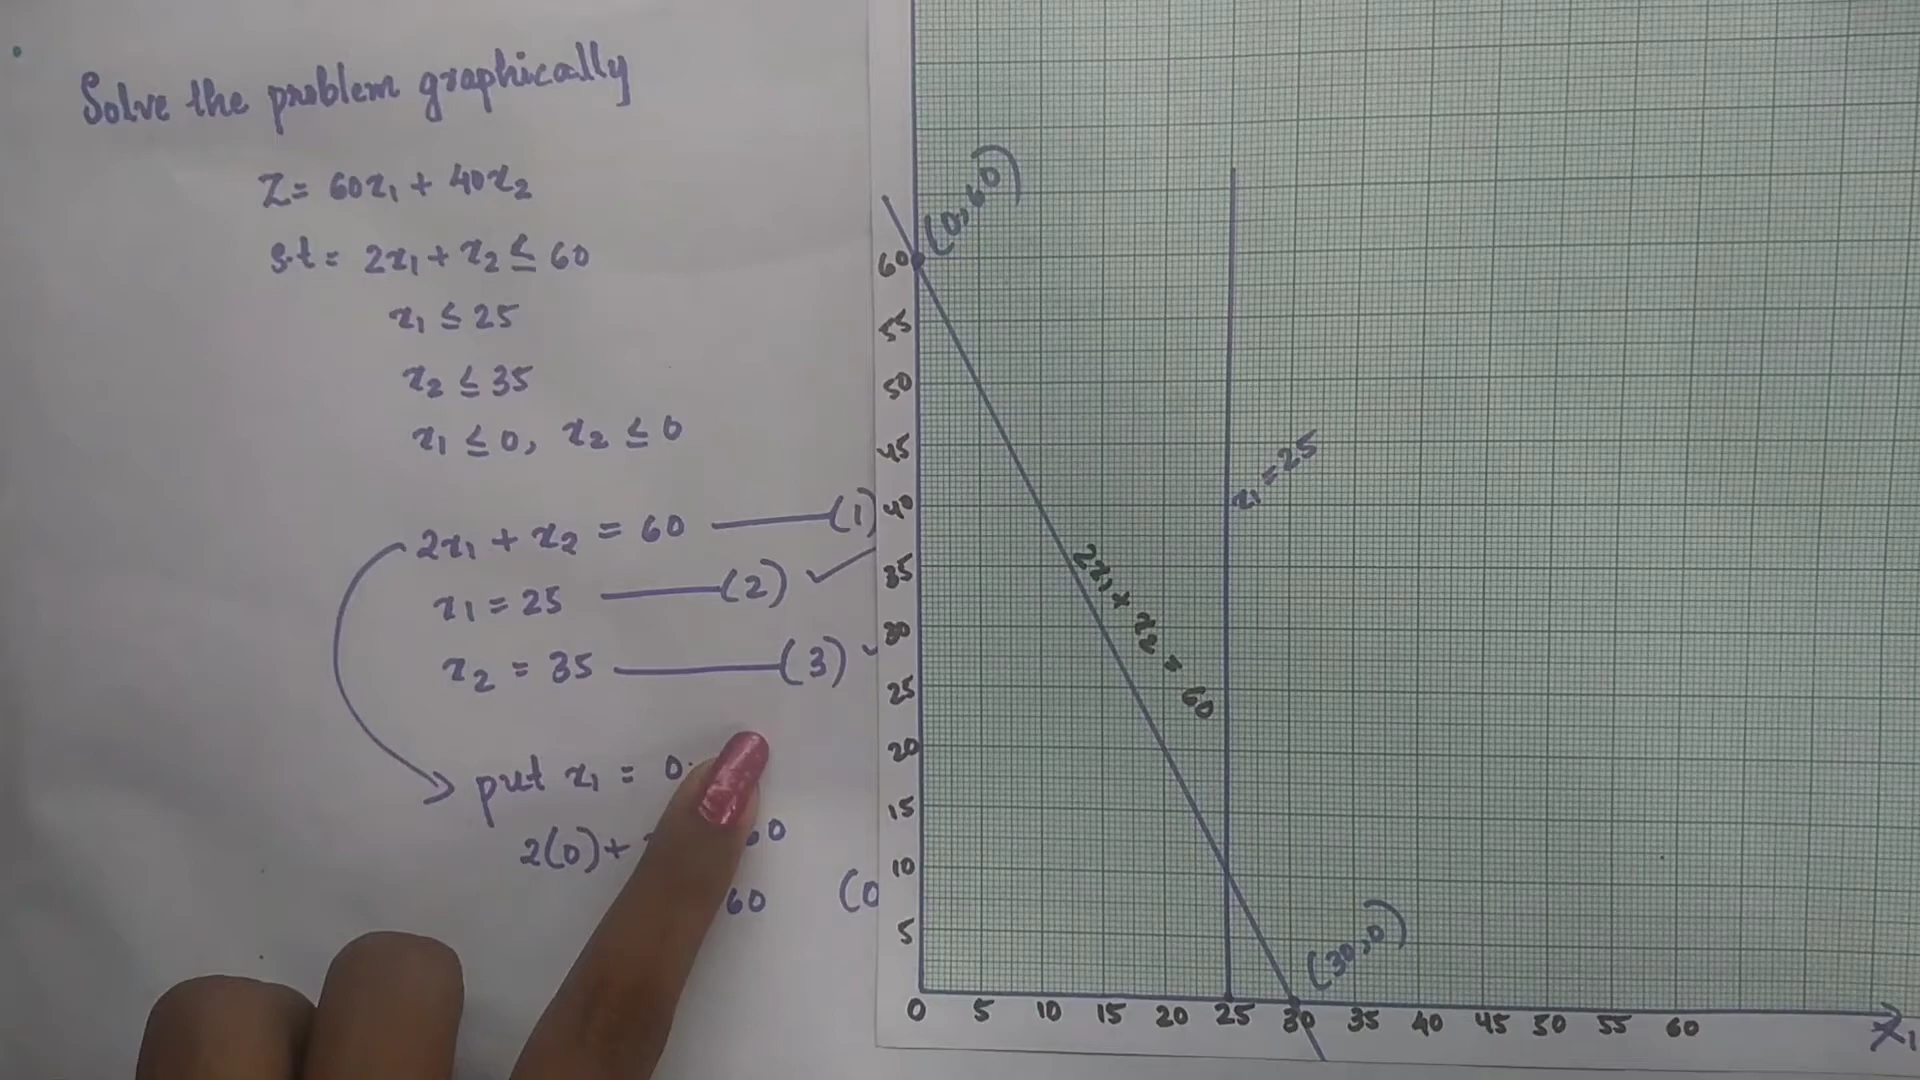 Solve the problem graphically
Z = 60x₁ + 40x₂
s.t = 2x₁ + x₂ ≤ 60
x₁ ≤ 25
x₂ ≤ 35
x₁ ≤ 0, x₂ ≤ 0
2x₁ + x₂ = 60 (1)
x₁ = 25 (2)
x₂ = 35 (3)
put x₁ = 0
2(0) + 60
60 (0
(0,60)
60
55
50
45
40
35
30
25
20
15
10
5
x₁ = 25
2x₁ + x₂ = 60
(30,0)
0 5 10 15 20 25 30 35 40 45 50 55 60
X₁